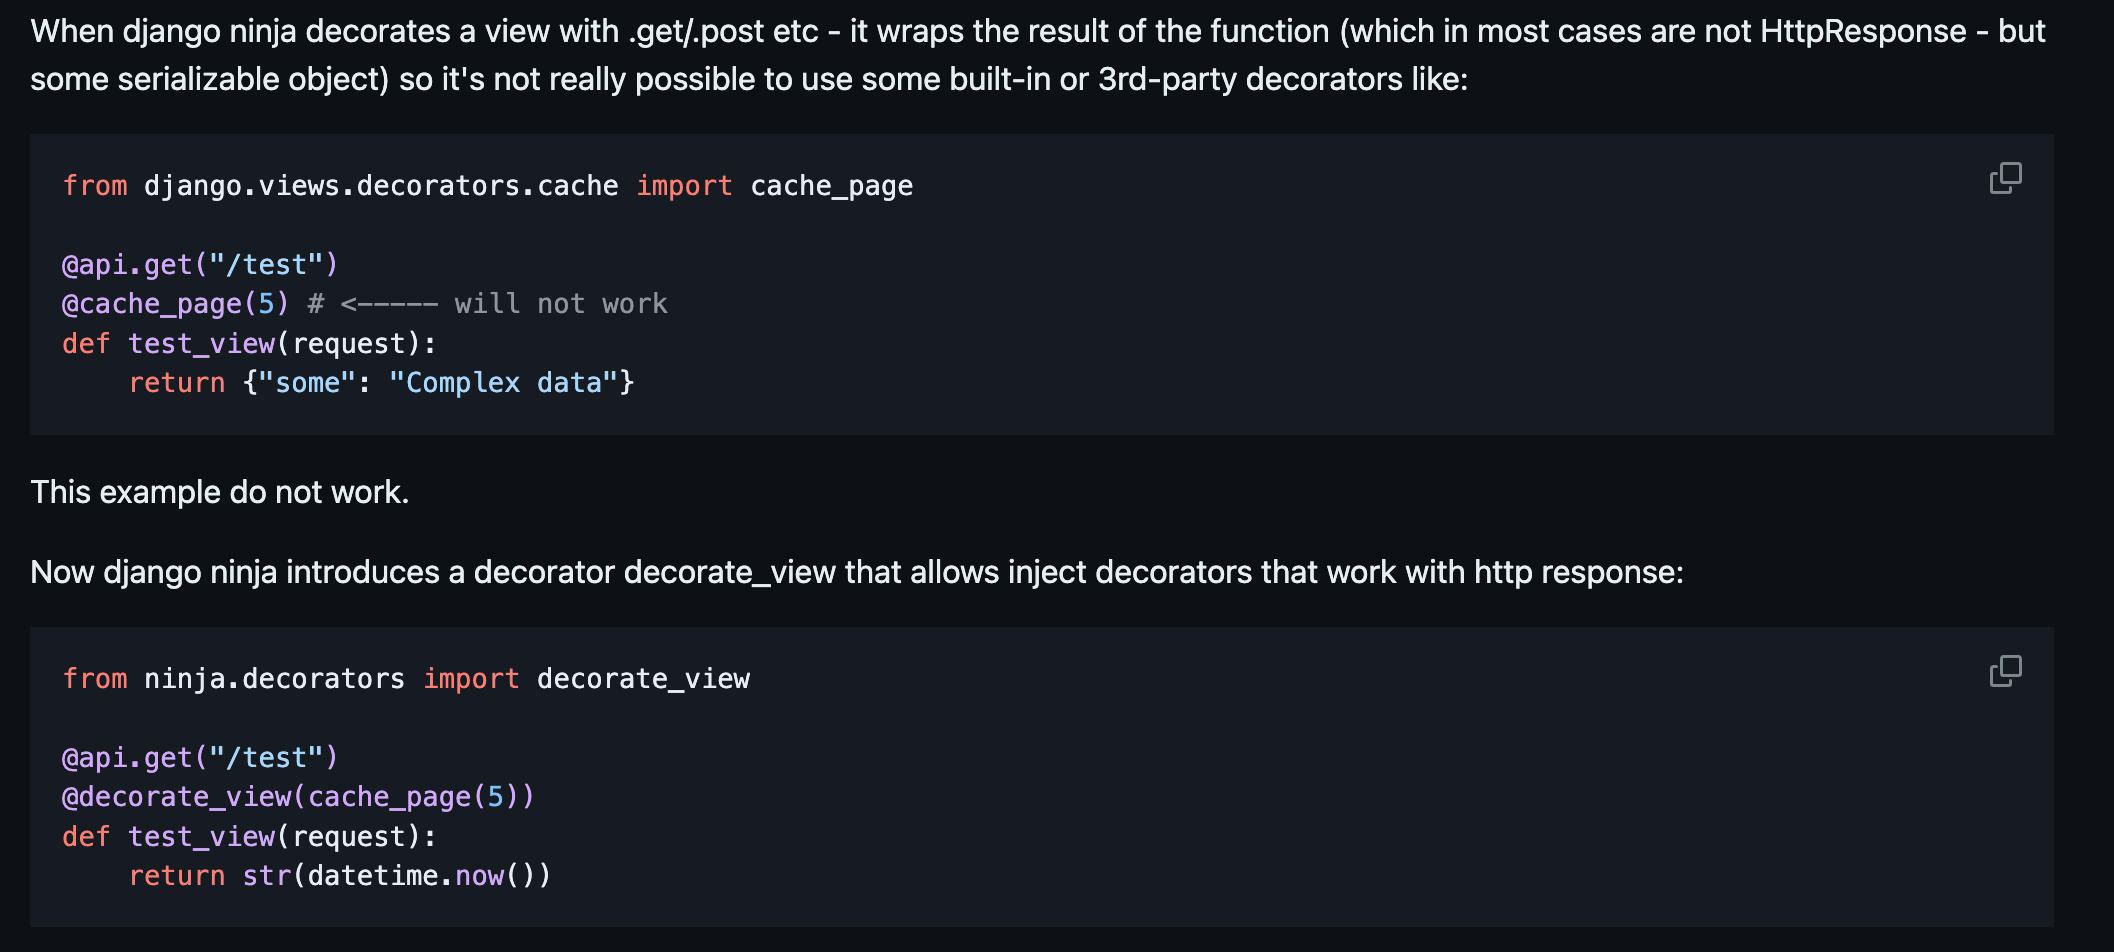 When django ninja decorates a view with .get/.post etc - it wraps the result of the function (which in most cases are not HttpResponse - but
some serializable object) so it's not really possible to use some built-in or 3rd-party decorators like:
from django.views.decorators.cache import cache_page
@api.get("/test")
@cache_page(5) # <----- will not work
def test_view(request):
    return {"some": "Complex data"}
This example do not work.
Now django ninja introduces a decorator decorate_view that allows inject decorators that work with http response:
from ninja.decorators import decorate_view
@api.get("/test")
@decorate_view(cache_page(5))
def test_view(request):
    return str(datetime.now())